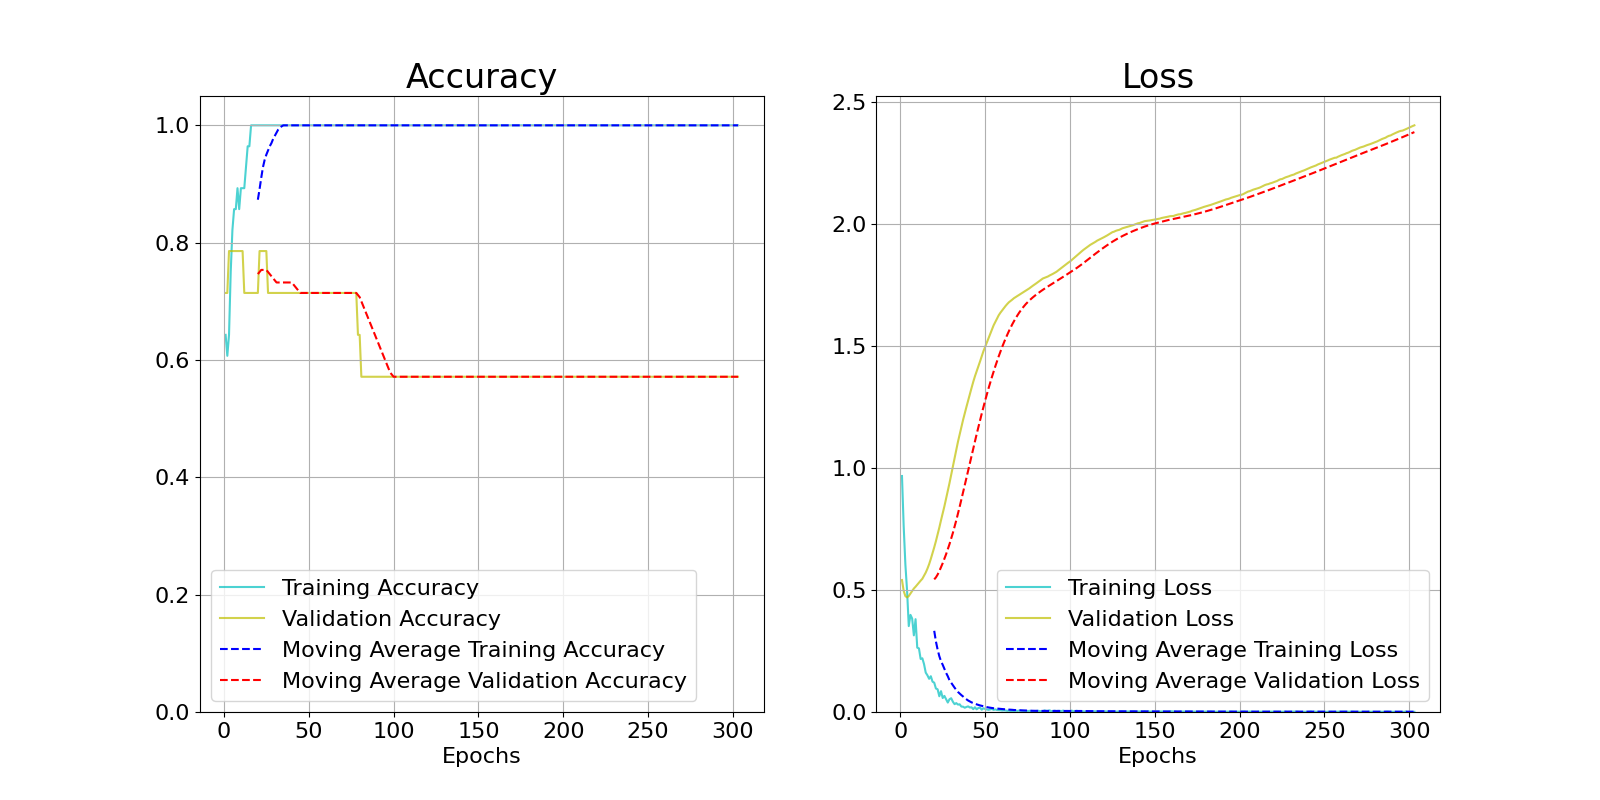 Accuracy
1.0
0.8
0.6
0.4
0.2
0.0
0 50 100 150 200 250 300
Epochs
Training Accuracy
Validation Accuracy
Moving Average Training Accuracy
Moving Average Validation Accuracy
Loss
2.5
2.0
1.5
1.0
0.5
0.0
0 50 100 150 200 250 300
Epochs
Training Loss
Validation Loss
Moving Average Training Loss
Moving Average Validation Loss